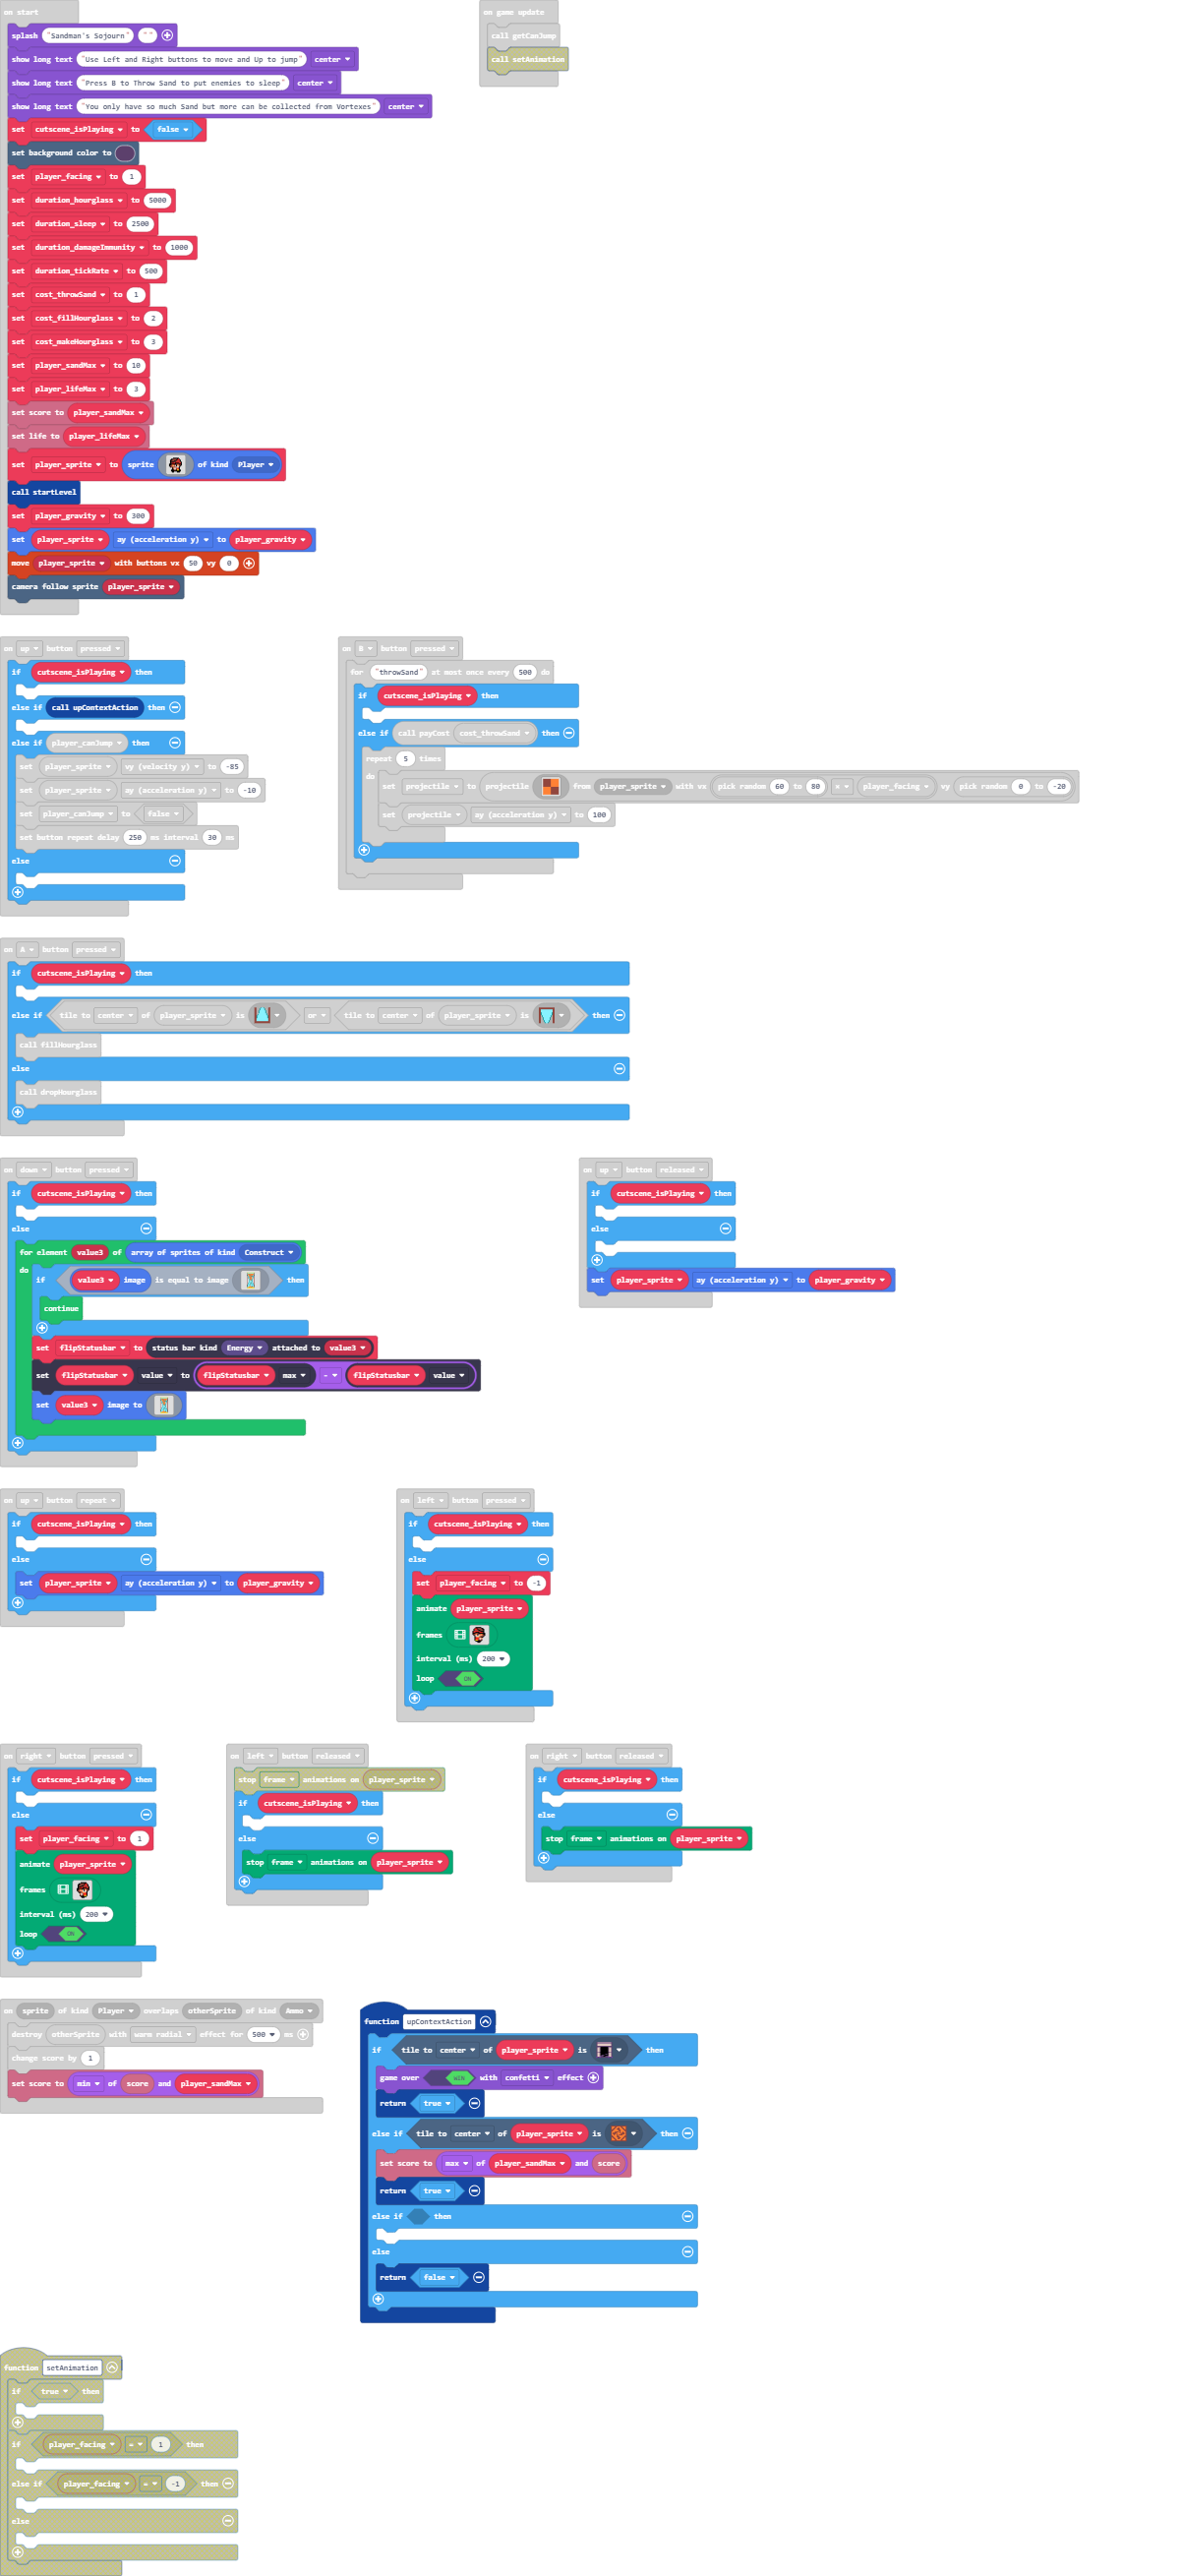 on start
splash "Sandman's Sojourn" ""
show long text "Use Left and Right buttons to move and Up to jump" center
show long text "Press B to Throw Sand to put enemies to sleep" center
show long text "You only have so much Sand but more can be collected from Vortexes" center
set cutscene_isPlaying to false
set background color to
set player_facing to 1
set duration_hourglass to 5000
set duration_sleep to 2500
set duration_damageImmunity to 1000
set duration_tickRate to 500
set cost_throwSand to 1
set cost_fillHourglass to 2
set cost_makeHourglass to 3
set player_sandMax to 10
set player_lifeMax to 3
set score to player_sandMax
set life to player_lifeMax
set player_sprite to sprite of kind Player
call startLevel
set player_gravity to 300
set player_sprite ay (acceleration y) to player_gravity
move player_sprite with buttons vx 50 vy 0
camera follow sprite player_sprite
on game update
call getCanJump
call setAnimation
on up button pressed
if cutscene_isPlaying then
else if call upContextAction then
else if player_canJump then
set player_sprite vy (velocity y) to -85
set player_sprite ay (acceleration y) to -10
set player_canJump to false
set button repeat delay 250 ms interval 30 ms
else
on B button pressed
for "throwSand" at most once every 500 do
if cutscene_isPlaying then
else if call payCost cost_throwSand then
repeat 5 times
do set projectile to projectile from player_sprite with vx pick random 60 to 80 × player_facing vy pick random 0 to -20
set projectile ay (acceleration y) to 100
on A button pressed
if cutscene_isPlaying then
else if tile to center of player_sprite is or tile to center of player_sprite is then
call fillHourglass
else
call dropHourglass
on down button pressed
if cutscene_isPlaying then
else
for element value3 of array of sprites of kind Construct
do if value3 image is equal to image then
continue
set flipStatusbar to status bar kind Energy attached to value3
set flipStatusbar value to flipStatusbar max - flipStatusbar value
set value3 image to
on up button released
if cutscene_isPlaying then
else
set player_sprite ay (acceleration y) to player_gravity
on up button repeat
if cutscene_isPlaying then
else
set player_sprite ay (acceleration y) to player_gravity
on left button pressed
if cutscene_isPlaying then
else
set player_facing to -1
animate player_sprite
frames
interval (ms) 200
loop ON
on right button pressed
if cutscene_isPlaying then
else
set player_facing to 1
animate player_sprite
frames
interval (ms) 200
loop ON
on left button released
stop frame animations on player_sprite
if cutscene_isPlaying then
else
stop frame animations on player_sprite
on right button released
if cutscene_isPlaying then
else
stop frame animations on player_sprite
on sprite of kind Player overlaps otherSprite of kind Ammo
destroy otherSprite with warm radial effect for 500 ms
change score by 1
set score to min of score and player_sandMax
function upContextAction
if tile to center of player_sprite is then
game over WIN with confetti effect
return true
else if tile to center of player_sprite is then
set score to max of player_sandMax and score
return true
else if then
else
return false
function setAnimation
if true then
if player_facing = 1 then
else if player_facing = -1 then
else